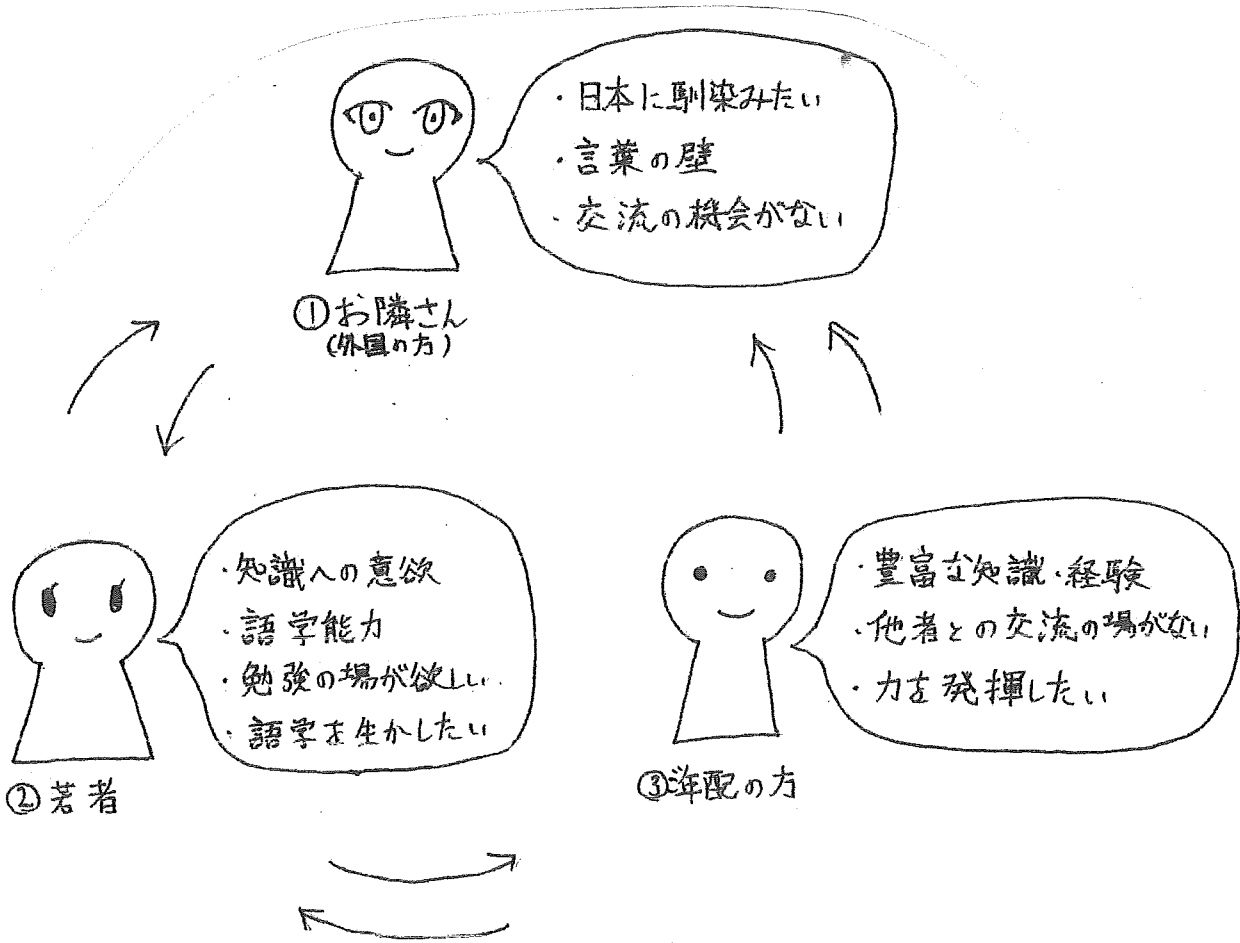 ・日本に馴染みたい
・言葉の壁
・交流の機会がない
①お隣さん
(外国の方)
・知識への意欲
・語学能力
・勉強の場が欲しい
・語学を生かしたい
②若者
・豊富な知識・経験
・他者との交流の場がない
・力を発揮したい
③年配の方